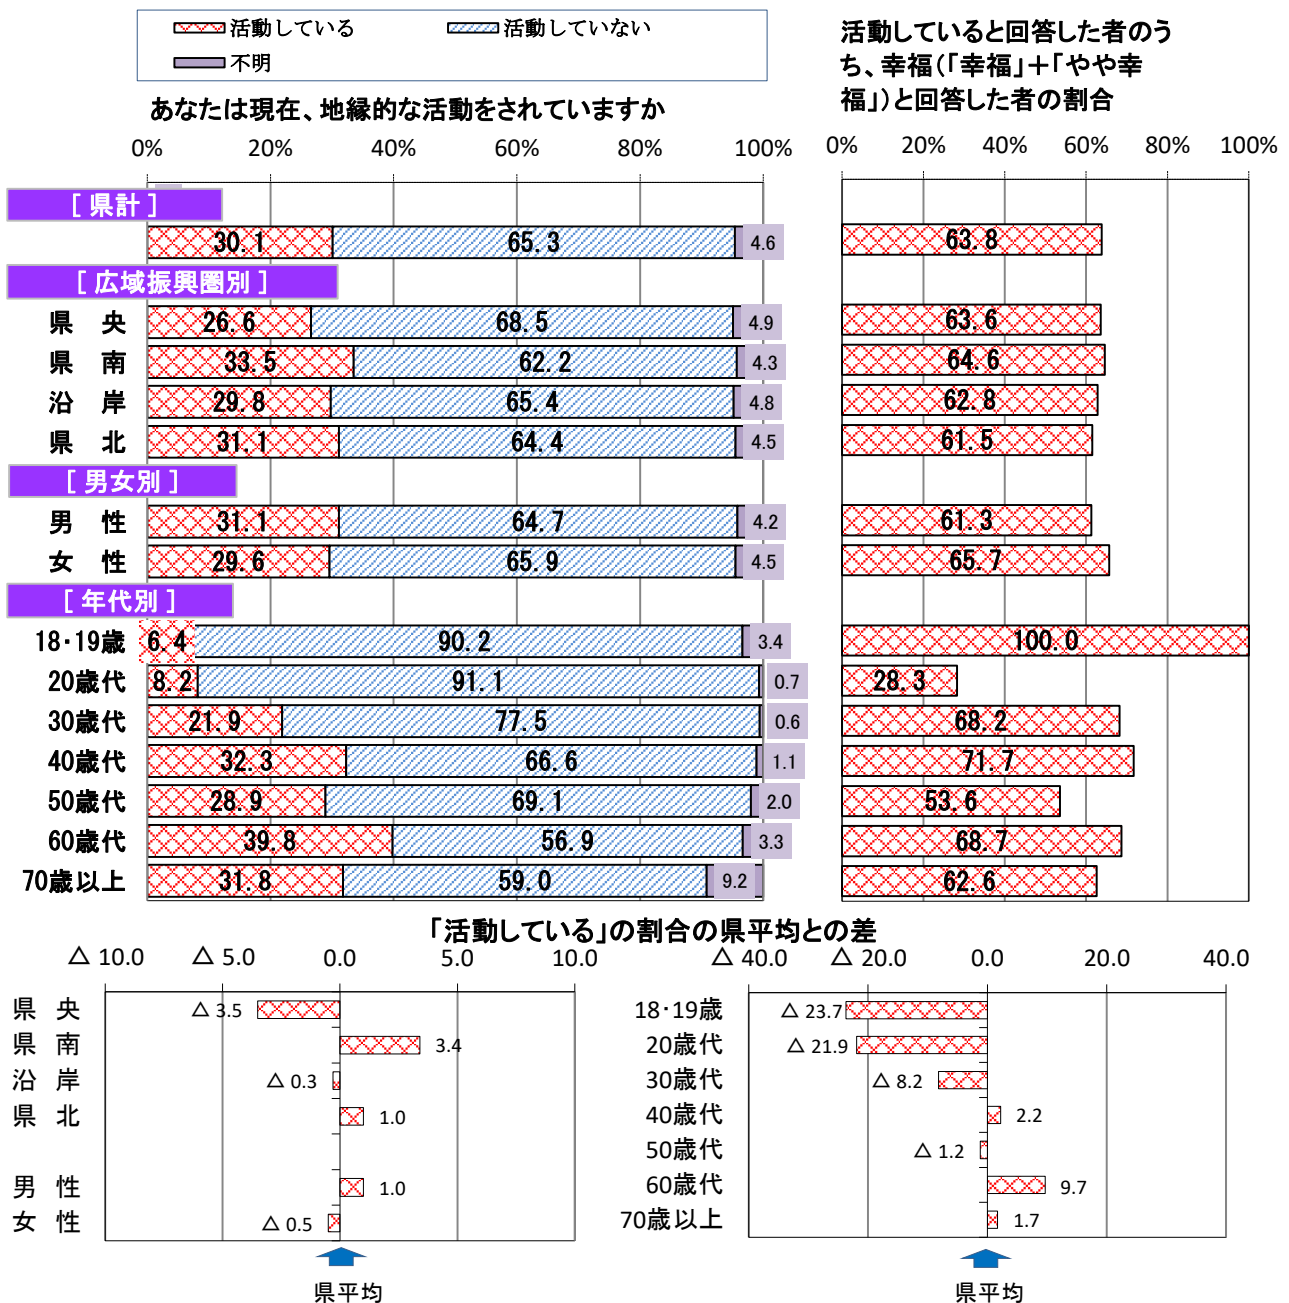 活動している 活動していない
不明
活動していると回答した者のう
ち、幸福(「幸福」＋「やや幸
福」)と回答した者の割合
あなたは現在、地縁的な活動をされていますか
0% 20% 40% 60% 80% 100%
0% 20% 40% 60% 80% 100%
[ 県計 ]
30.1 65.3 4.6 63.8
[ 広域振興圏別 ]
県 央 26.6 68.5 4.9 63.6
県 南 33.5 62.2 4.3 64.6
沿 岸 29.8 65.4 4.8 62.8
県 北 31.1 64.4 4.5 61.5
[ 男女別 ]
男 性 31.1 64.7 4.2 61.3
女 性 29.6 65.9 4.5 65.7
[ 年代別 ]
18・19歳 6.4 90.2 3.4 100.0
20歳代 8.2 91.1 0.7 28.3
30歳代 21.9 77.5 0.6 68.2
40歳代 32.3 66.6 1.1 71.7
50歳代 28.9 69.1 2.0 53.6
60歳代 39.8 56.9 3.3 68.7
70歳以上 31.8 59.0 9.2 62.6
「活動している」の割合の県平均との差
△ 10.0 △ 5.0 0.0 5.0 10.0
県 央 △ 3.5
県 南 3.4
沿 岸 △ 0.3
県 北 1.0
男 性 1.0
女 性 △ 0.5
県平均
△ 40.0 △ 20.0 0.0 20.0 40.0
18・19歳 △ 23.7
20歳代 △ 21.9
30歳代 △ 8.2
40歳代 2.2
50歳代 △ 1.2
60歳代 9.7
70歳以上 1.7
県平均